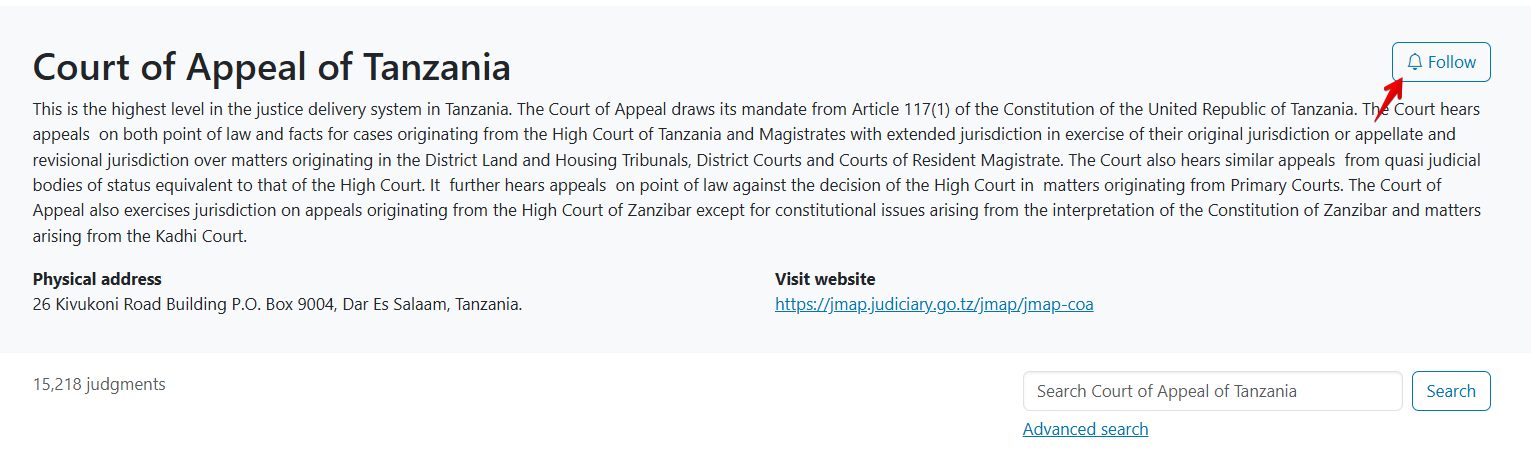 Court of Appeal of Tanzania
Follow
This is the highest level in the justice delivery system in Tanzania. The Court of Appeal draws its mandate from Article 117(1) of the Constitution of the United Republic of Tanzania. The Court hears
appeals  on both point of law and facts for cases originating from the High Court of Tanzania and Magistrates with extended jurisdiction in exercise of their original jurisdiction or appellate and
revisional jurisdiction over matters originating in the District Land and Housing Tribunals, District Courts and Courts of Resident Magistrate. The Court also hears similar appeals  from quasi judicial
bodies of status equivalent to that of the High Court. It  further hears appeals  on point of law against the decision of the High Court in  matters originating from Primary Courts. The Court of
Appeal also exercises jurisdiction on appeals originating from the High Court of Zanzibar except for constitutional issues arising from the interpretation of the Constitution of Zanzibar and matters
arising from the Kadhi Court.
Physical address
26 Kivukoni Road Building P.O. Box 9004, Dar Es Salaam, Tanzania.
Visit website
https://jmap.judiciary.go.tz/jmap/jmap-coa
15,218 judgments
Search Court of Appeal of Tanzania
Search
Advanced search